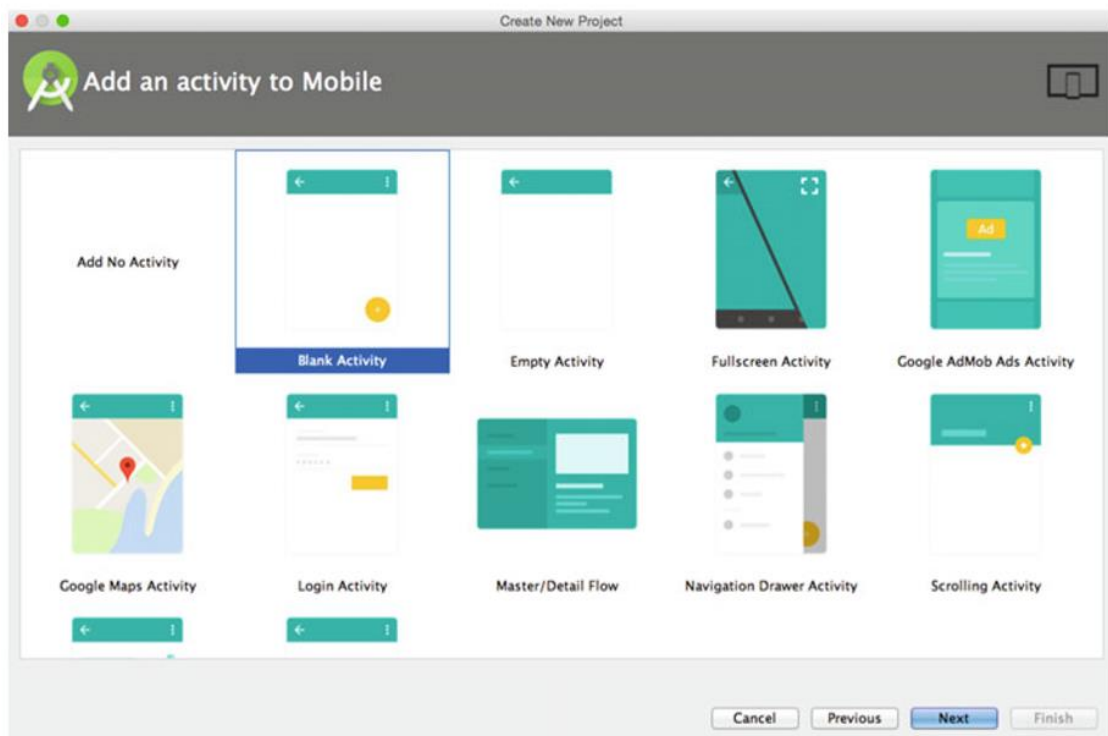 Create New Project
Add an activity to Mobile
Add No Activity
Blank Activity
Empty Activity
Fullscreen Activity
Ad
Google AdMob Ads Activity
Google Maps Activity
Login Activity
Master/Detail Flow
Navigation Drawer Activity
Scrolling Activity
Cancel
Previous
Next
Finish